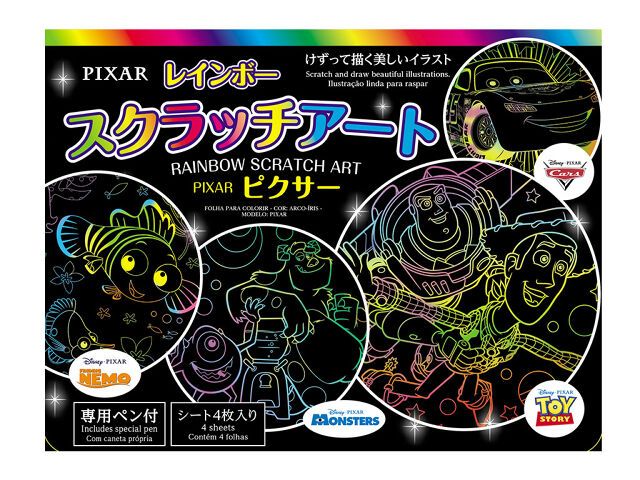 PIXAR レインボー
けずって描く美しいイラスト
Scratch and draw beautiful illustrations.
Ilustração linda para raspar
スクラッチアート
RAINBOW SCRATCH ART
PIXAR ピクサー
FOLHA PARA COLORIR - COR: ARCO-ÍRIS -
MODELO: PIXAR
DISNEY · PIXAR
Cars
DISNEY · PIXAR
NEMO
DISNEY · PIXAR
MONSTERS
DISNEY · PIXAR
TOY
STORY
専用ペン付
Includes special pen
Com caneta própria
シート4枚入り
4 sheets
Contém 4 folhas